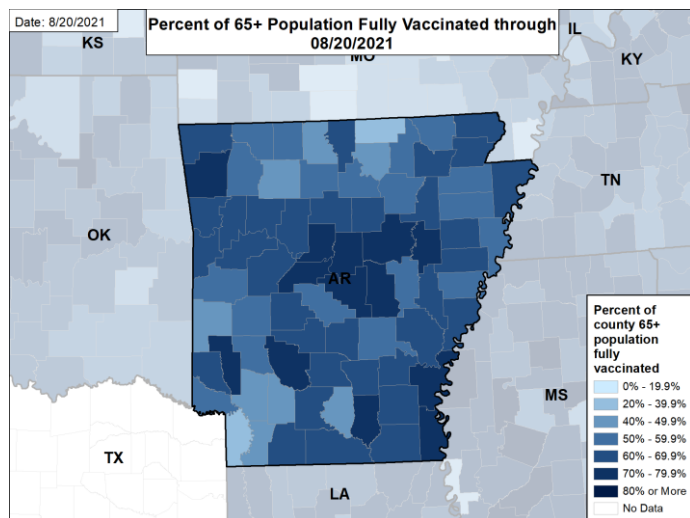 Date: 8/20/2021
Percent of 65+ Population Fully Vaccinated through
08/20/2021
IL
KS
MO
KY
TN
OK
AR
MS
TX
LA
Percent of
county 65+
population
fully
vaccinated
0% - 19.9%
20% - 39.9%
40% - 49.9%
50% - 59.9%
60% - 69.9%
70% - 79.9%
80% or More
No Data